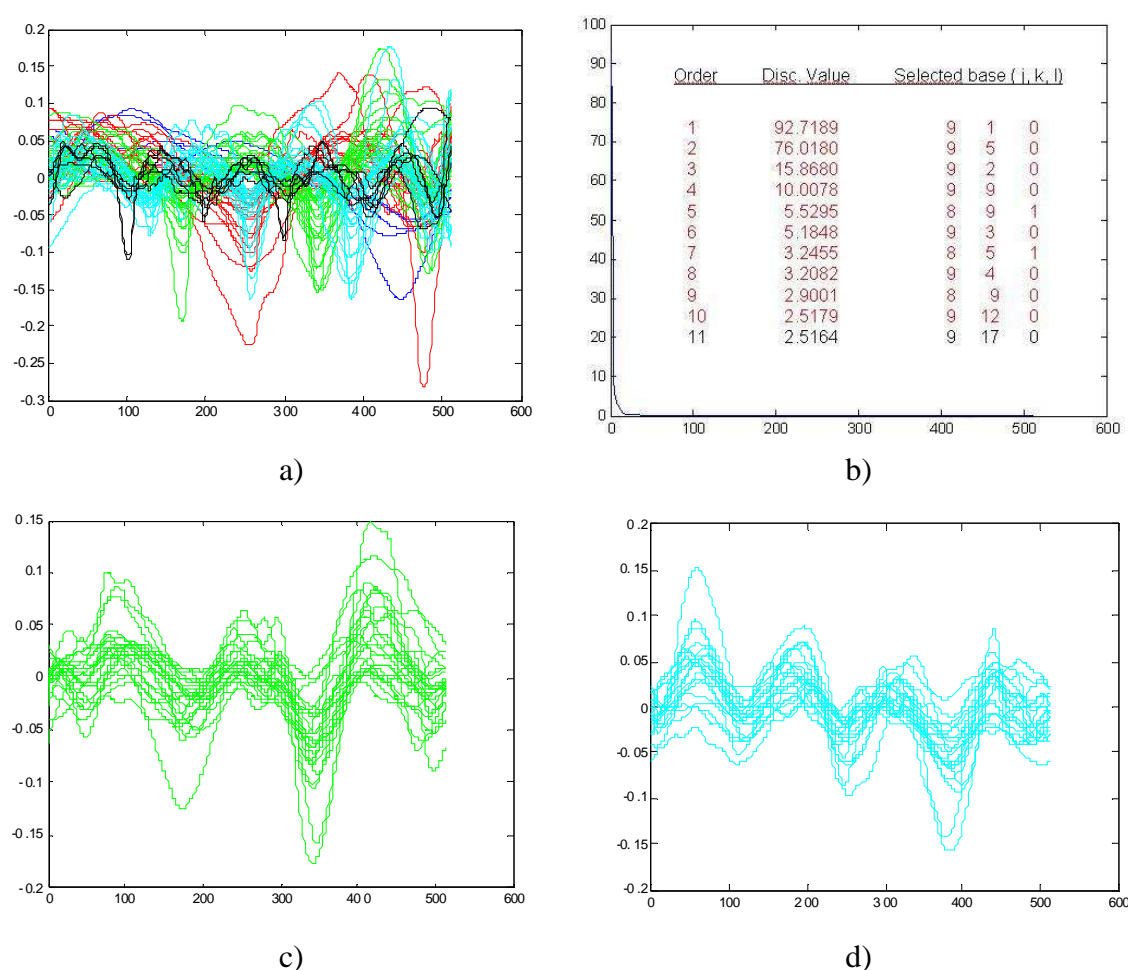 0.2
0.15
0.1
0.05
0
-0.05
-0.1
-0.15
-0.2
-0.25
-0.3
0 100 200 300 400 500 600
a)
100
90
80
70
60
50
40
30
20
10
0
Order Disc. Value Selected base ( j, k, l)
1 92.7189 9 1 0
2 76.0180 9 5 0
3 15.8680 9 2 0
4 10.0078 9 9 0
5 5.5295 8 9 1
6 5.1848 9 3 0
7 3.2455 8 5 1
8 3.2082 9 4 0
9 2.9001 8 9 0
10 2.5179 9 12 0
11 2.5164 9 17 0
0 100 200 300 400 500 600
b)
0.15
0.1
0.05
0
-0.05
-0.1
-0.15
-0.2
0 100 200 300 400 500 600
c)
0.2
0.15
0.1
0.05
0
-0.05
-0.1
-0.15
-0.2
0 100 200 300 400 500 600
d)